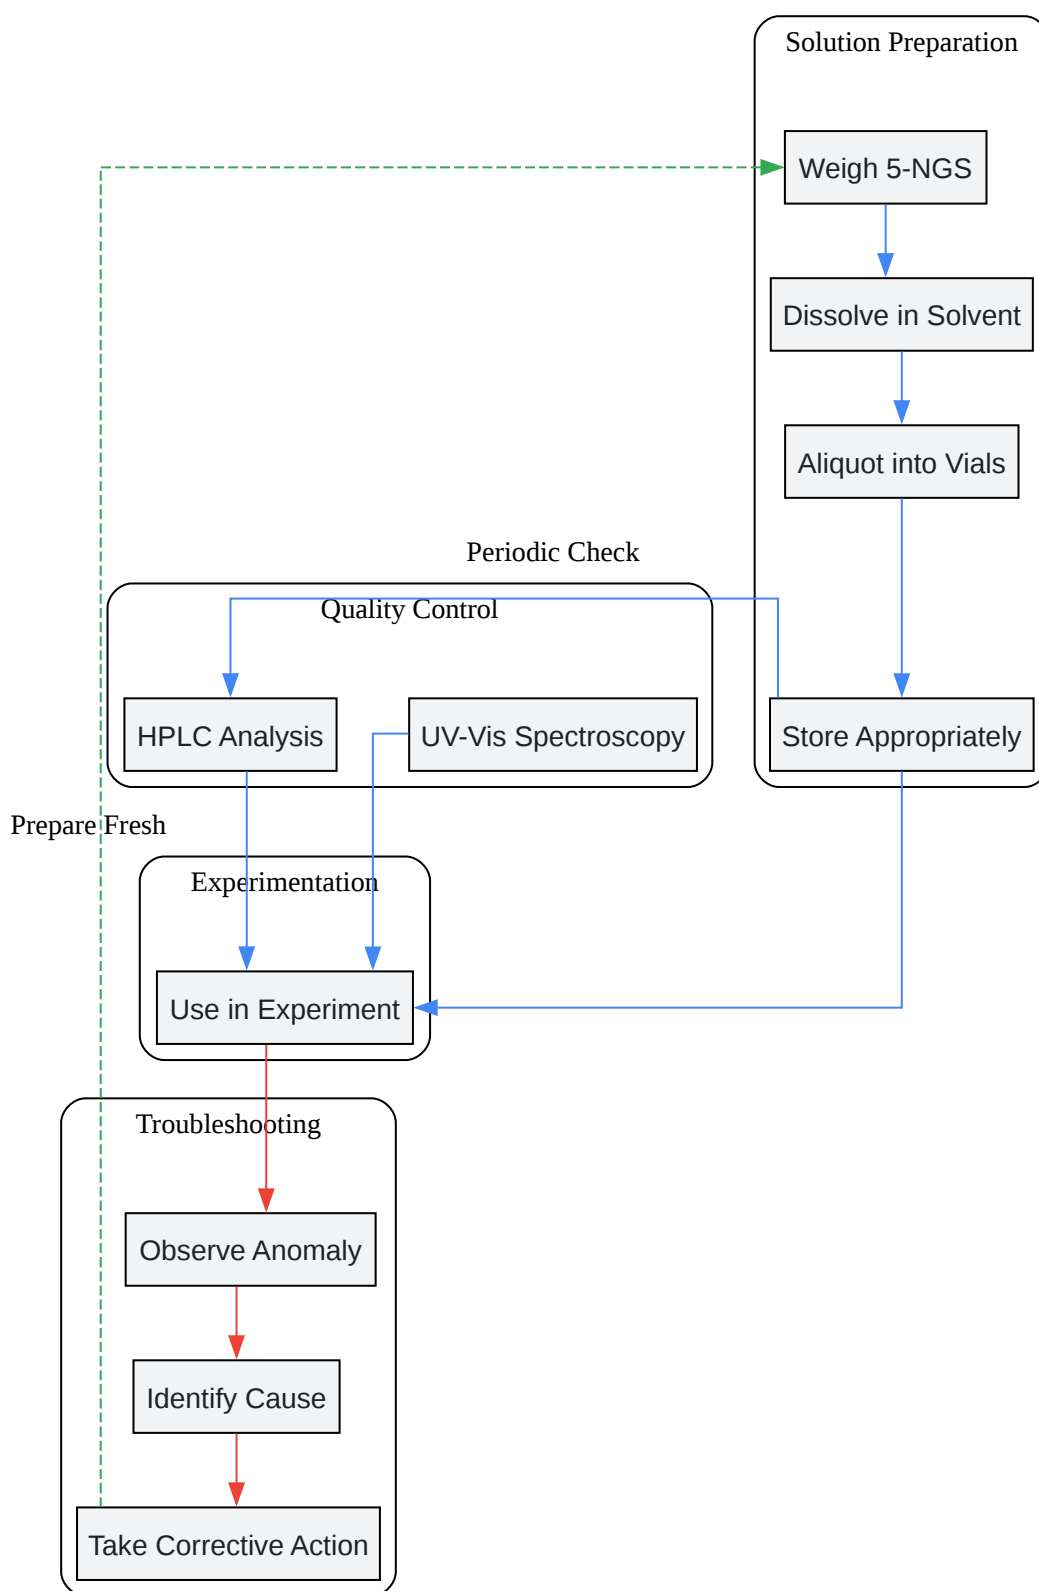 Solution Preparation
Weigh 5-NGS
Dissolve in Solvent
Aliquot into Vials
Periodic Check
Quality Control
HPLC Analysis
UV-Vis Spectroscopy
Store Appropriately
Prepare Fresh
Experimentation
Use in Experiment
Troubleshooting
Observe Anomaly
Identify Cause
Take Corrective Action